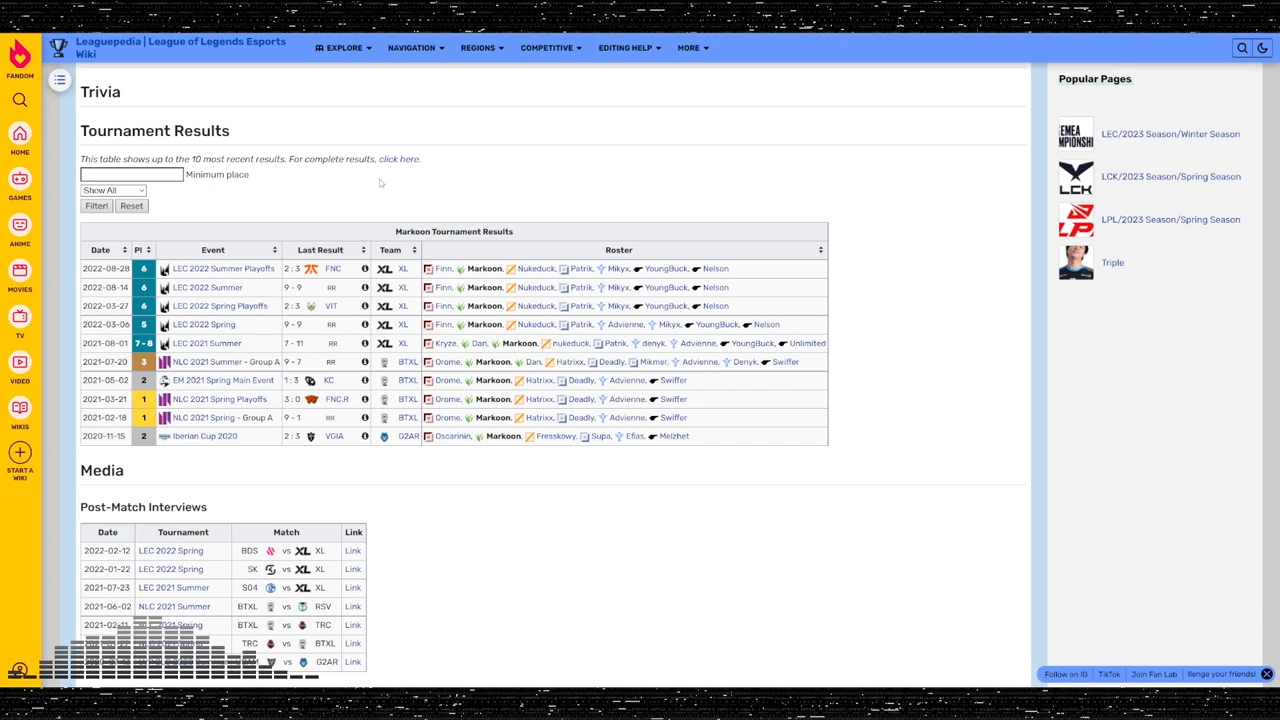 Leaguepedia | League of Legends Esports Wiki
EXPLORE NAVIGATION REGIONS COMPETITIVE EDITING HELP MORE
FANDOM
HOME
GAMES
ANIME
MOVIES
TV
VIDEO
WIKIS
START A WIKI
Trivia
Tournament Results
This table shows up to the 10 most recent results. For complete results, click here.
Minimum place
Show All
Filter! Reset
Markoon Tournament Results
Date Pl Event Last Result Team Roster
2022-08-28 6 LEC 2022 Summer Playoffs 2 : 3 FNC XL XL Finn, Markoon, Nukeduck, Patrik, Mikyx, YoungBuck, Nelson
2022-08-14 6 LEC 2022 Summer 9 - 9 RR XL XL Finn, Markoon, Nukeduck, Patrik, Mikyx, YoungBuck, Nelson
2022-03-27 6 LEC 2022 Spring Playoffs 2 : 3 VIT XL XL Finn, Markoon, Nukeduck, Patrik, Mikyx, YoungBuck, Nelson
2022-03-06 5 LEC 2022 Spring 9 - 9 RR XL XL Finn, Markoon, Nukeduck, Patrik, Advienne, Mikyx, YoungBuck, Nelson
2021-08-01 7 - 8 LEC 2021 Summer 7 - 11 RR XL XL Kryze, Dan, Markoon, nukeduck, Patrik, denyk, Advienne, YoungBuck, Unlimited
2021-07-20 3 NLC 2021 Summer - Group A 9 - 7 RR BTXL Orome, Markoon, Dan, Hatrixx, Deadly, Mikmer, Advienne, Denyk, Swiffer
2021-05-02 2 EM 2021 Spring Main Event 1 : 3 KC BTXL Orome, Markoon, Hatrixx, Deadly, Advienne, Swiffer
2021-03-21 1 NLC 2021 Spring Playoffs 3 : 0 FNC.R BTXL Orome, Markoon, Hatrixx, Deadly, Advienne, Swiffer
2021-02-18 1 NLC 2021 Spring - Group A 9 - 1 RR BTXL Orome, Markoon, Hatrixx, Deadly, Advienne, Swiffer
2020-11-15 2 Iberian Cup 2020 2 : 3 VGIA G2AR Oscarinin, Markoon, Fresskowy, Supa, Efias, Melzhet
Media
Post-Match Interviews
Date Tournament Match Link
2022-02-12 LEC 2022 Spring BDS vs XL XL Link
2022-01-22 LEC 2022 Spring SK vs XL XL Link
2021-07-23 LEC 2021 Summer S04 vs XL XL Link
2021-06-02 NLC 2021 Summer BTXL vs RSV Link
2021-02-11 Spring BTXL vs TRC Link
TRC vs BTXL Link
vs G2AR Link
Popular Pages
LEC/2023 Season/Winter Season
LCK/2023 Season/Spring Season
LPL/2023 Season/Spring Season
Triple
Follow on IG TikTok Join Fan Lab llenge your friends!